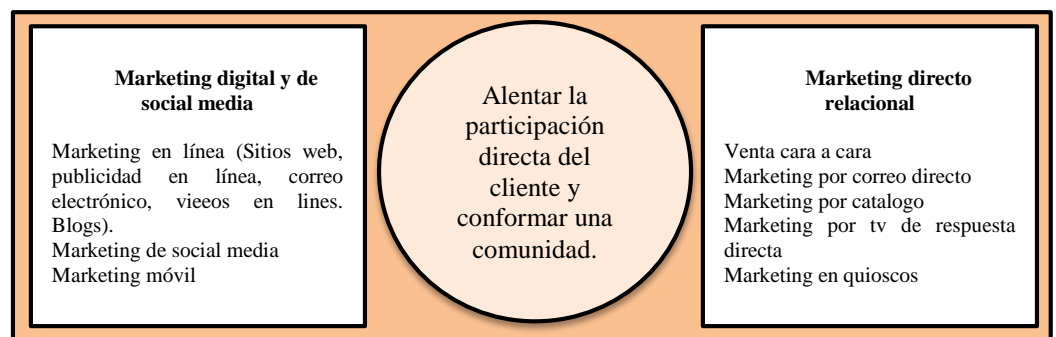 Marketing digital y de
social media
Marketing en línea (Sitios web,
publicidad en línea, correo
electrónico, vieeos en lines.
Blogs).
Marketing de social media
Marketing móvil
Alentar la
participación
directa del
cliente y
conformar una
comunidad.
Marketing directo
relacional
Venta cara a cara
Marketing por correo directo
Marketing por catalogo
Marketing por tv de respuesta
directa
Marketing en quioscos